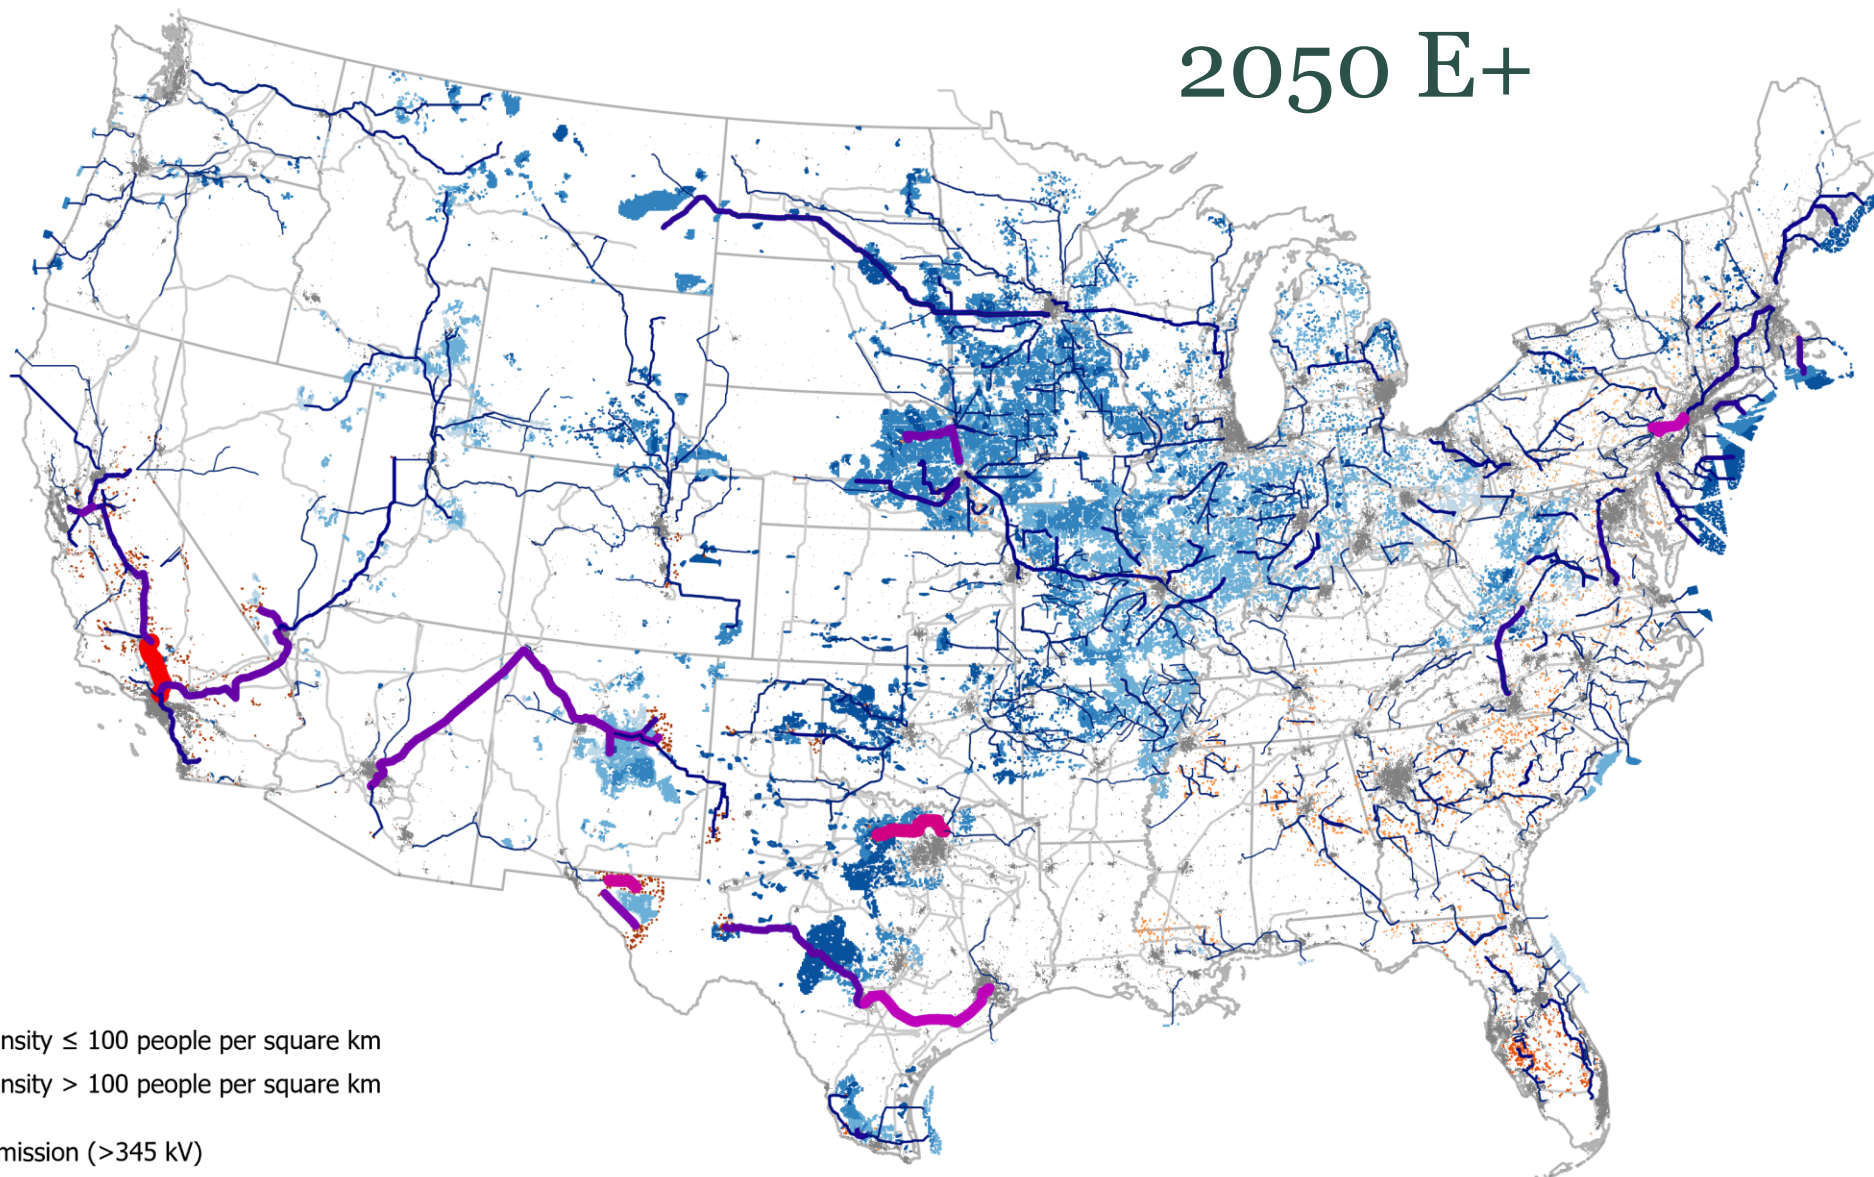 2050 E+
nsity ≤ 100 people per square km
nsity > 100 people per square km
mission (>345 kV)